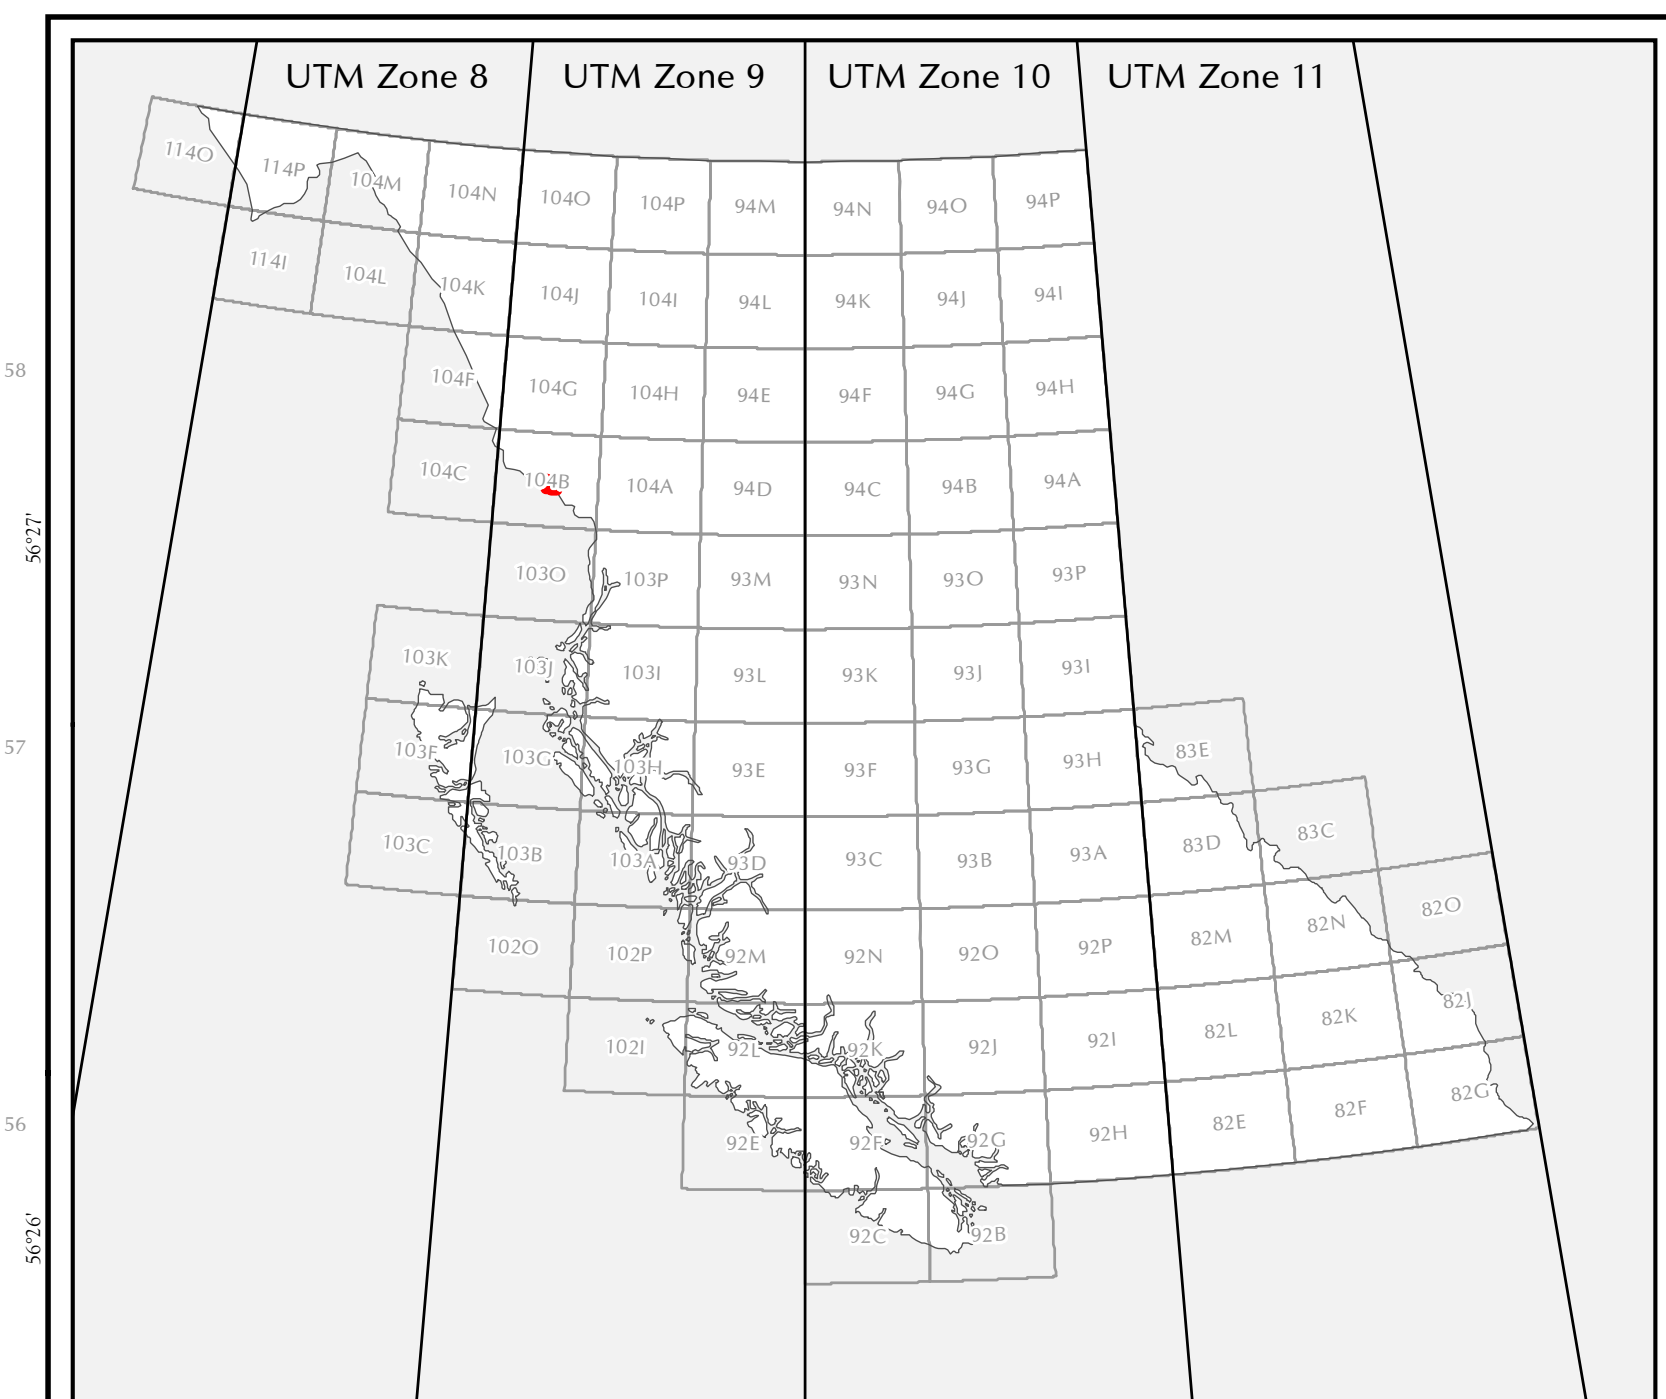 UTM Zone 8 UTM Zone 9 UTM Zone 10 UTM Zone 11
114O 114P 104M 104N 104O 104P 94M 94N 94O 94P
114I 104L 104K 104J 104I 94L 94K 94J 94I
58
104F 104G 104H 94E 94F 94G 94H
104C 104B 104A 94D 94C 94B 94A
56°27'
103O 103P 93M 93N 93O 93P
103K 103J 103I 93L 93K 93J 93I
57
103F 103G 103H 93E 93F 93G 93H 83E
103C 103B 103A 93D 93C 93B 93A 83D 83C
102O 102P 92M 92N 92O 92P 82M 82N 82O
102I 92L 92K 92J 92I 82L 82K 82J
56
92E 92F 92G 92H 82E 82F 82G
56°26'
92C 92B